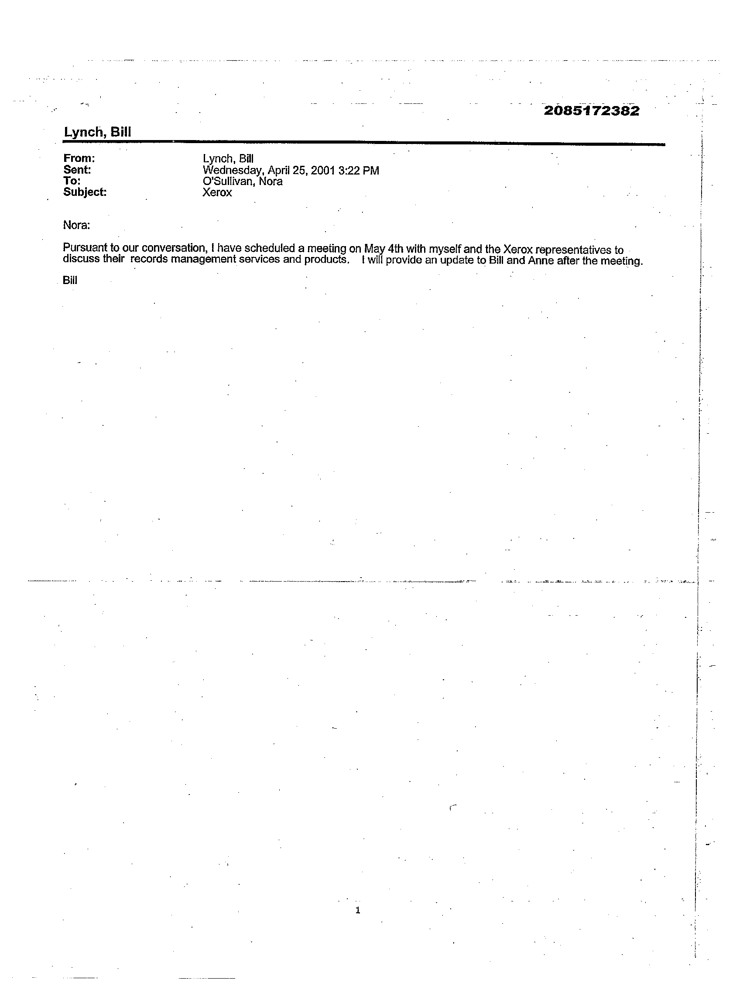 2085172382
Lynch, Bill
From: Lynch, Bill
Sent: Wednesday, April 25, 2001 3:22 PM
To: O'Sullivan, Nora
Subject: Xerox
Nora:
Pursuant to our conversation, I have scheduled a meeting on May 4th with myself and the Xerox representatives to
discuss their records management services and products. I will provide an update to Bill and Anne after the meeting.
Bill
1